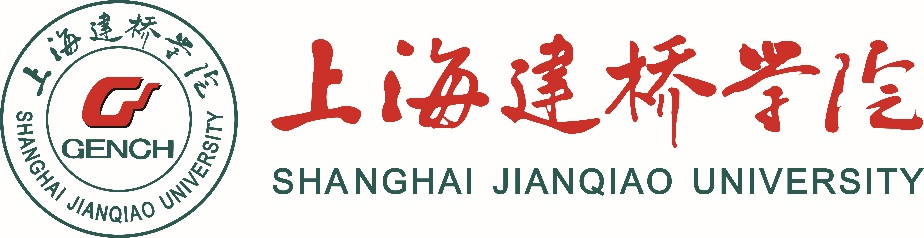 上海建桥学院
GENCH
SHANGHAI JIANQIAO UNIVERSITY
上海建桥学院
SHANGHAI JIANQIAO UNIVERSITY